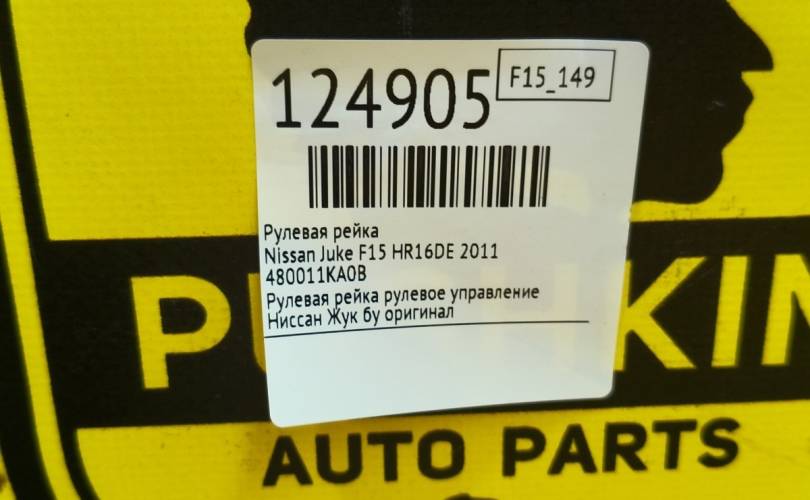 124905
F15_149
Рулевая рейка
Nissan Juke F15 HR16DE 2011
480011KA0B
Рулевая рейка рулевое управление
Ниссан Жук бу оригинал
AUTO PARTS